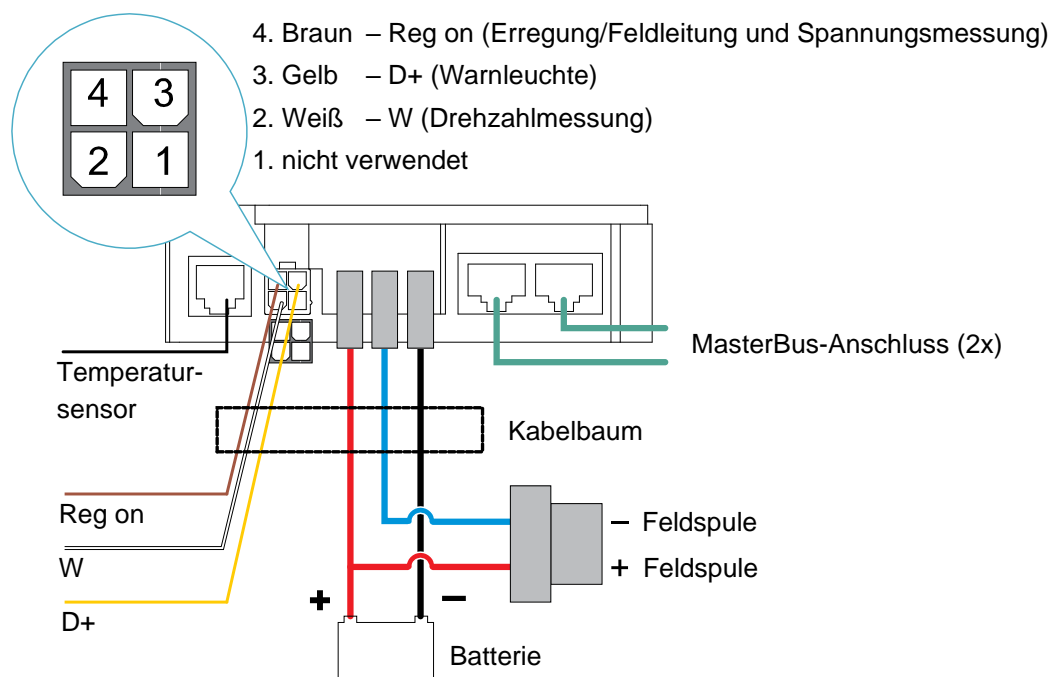 4. Braun – Reg on (Erregung/Feldleitung und Spannungsmessung)
3. Gelb – D+ (Warnleuchte)
2. Weiß – W (Drehzahlmessung)
1. nicht verwendet
4 3
2 1
MasterBus-Anschluss (2x)
Temperatur-
sensor
Kabelbaum
Reg on
W
D+
– Feldspule
+ Feldspule
+ –
Batterie